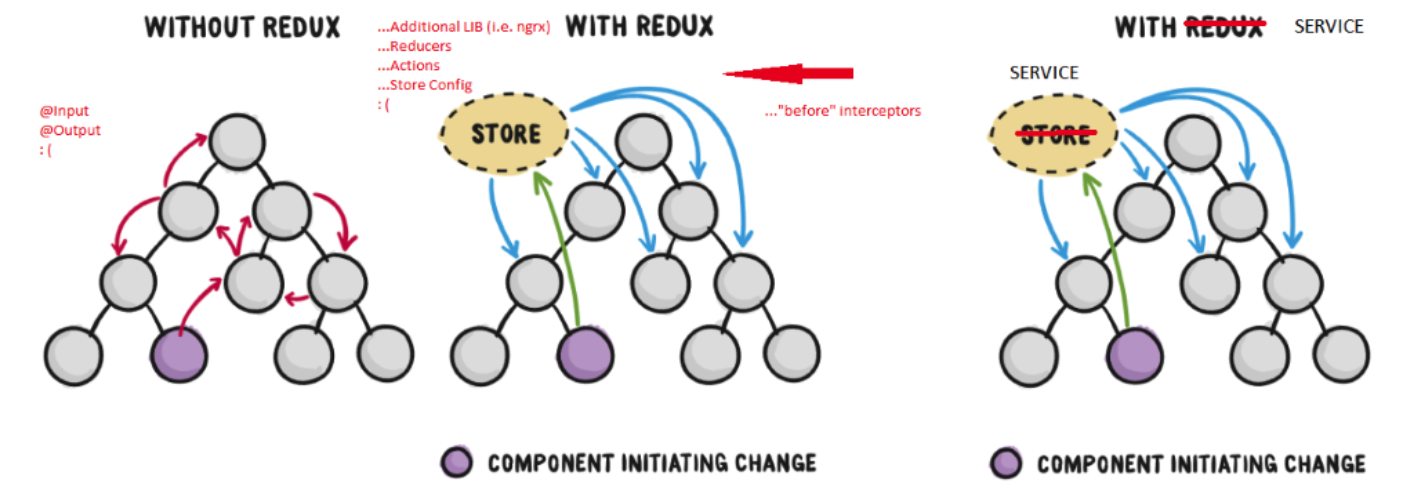 WITHOUT REDUX
@Input
@Output
: (
...Additional LIB (i.e. ngrx)
...Reducers
...Actions
...Store Config
: (
WITH REDUX
STORE
..."before" interceptors
COMPONENT INITIATING CHANGE
WITH REDUX SERVICE
SERVICE
STORE
COMPONENT INITIATING CHANGE